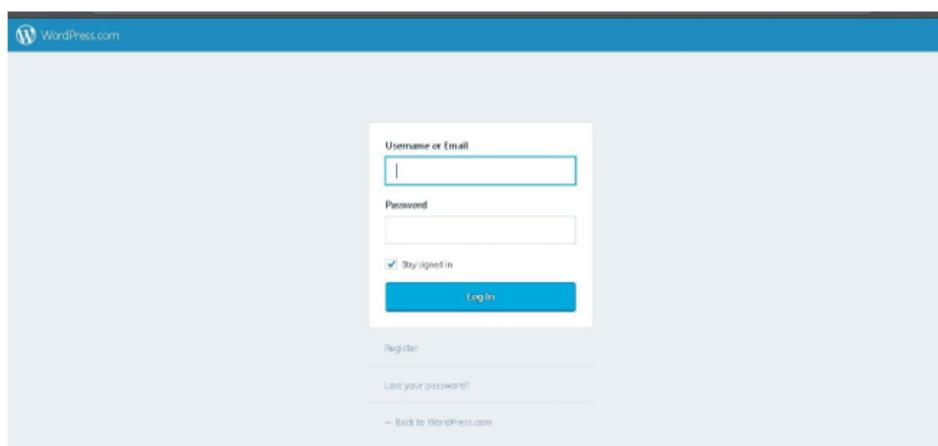 WordPress.com
Username or Email
Password
Stay signed in
Log In
Register
Lost your password?
← Back to WordPress.com